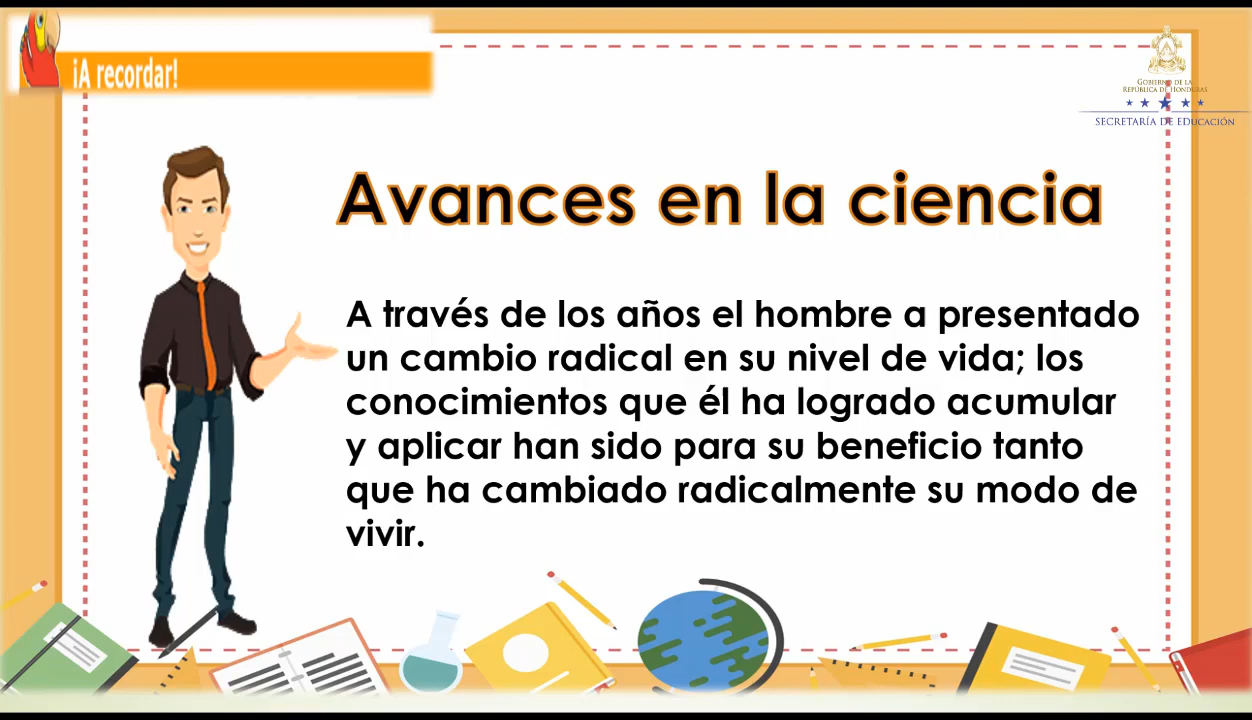 ¡A recordar!
GOBIERNO DE LA
REPÚBLICA DE HONDURAS
SECRETARÍA DE EDUCACIÓN
Avances en la ciencia
A través de los años el hombre a presentado
un cambio radical en su nivel de vida; los
conocimientos que él ha logrado acumular
y aplicar han sido para su beneficio tanto
que ha cambiado radicalmente su modo de
vivir.